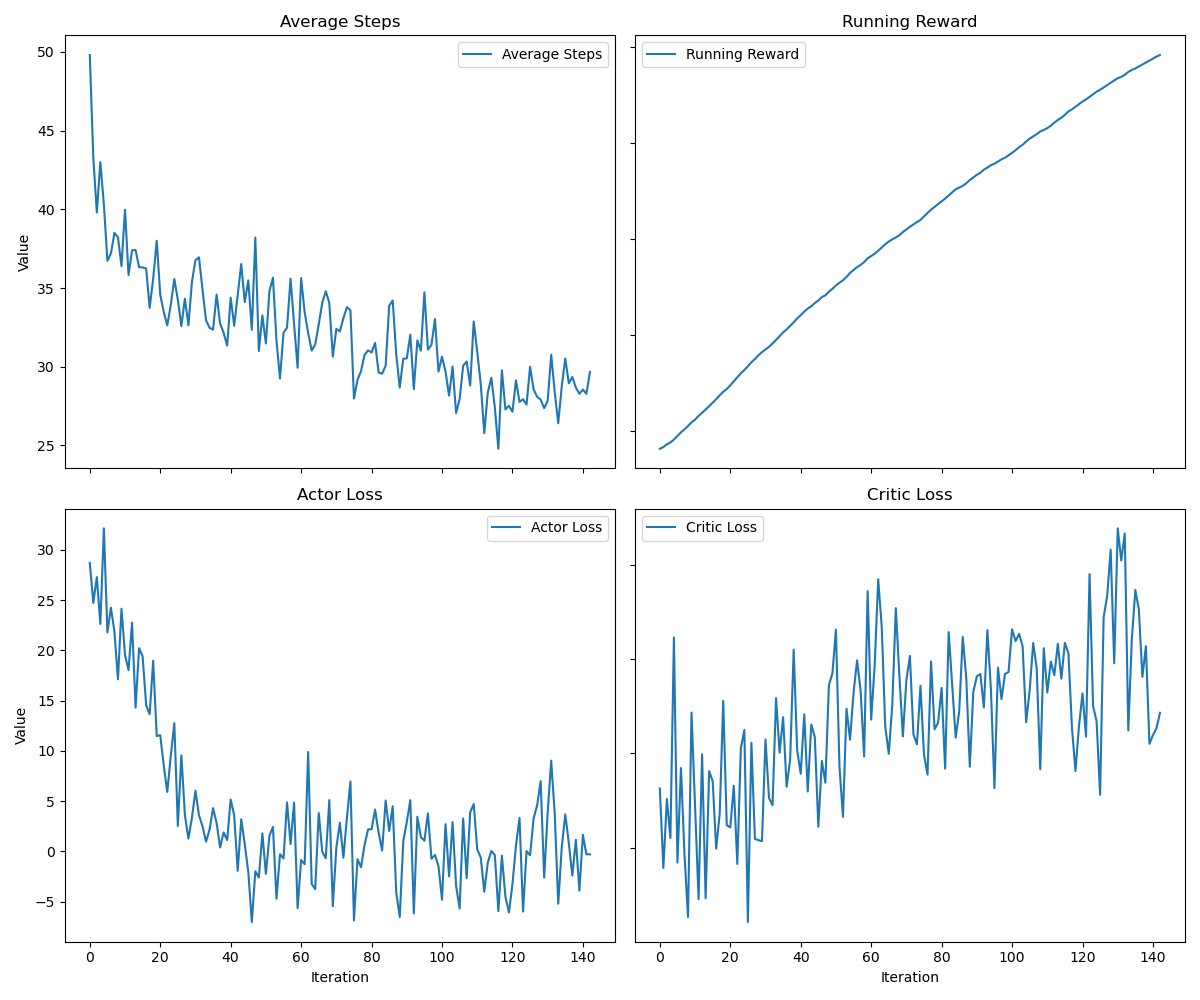 Average Steps
Running Reward
Average Steps
Running Reward
Value
50
45
40
35
30
25
Actor Loss
Critic Loss
Actor Loss
Critic Loss
Value
30
25
20
15
10
5
0
−5
0 20 40 60 80 100 120 140
0 20 40 60 80 100 120 140
Iteration
Iteration